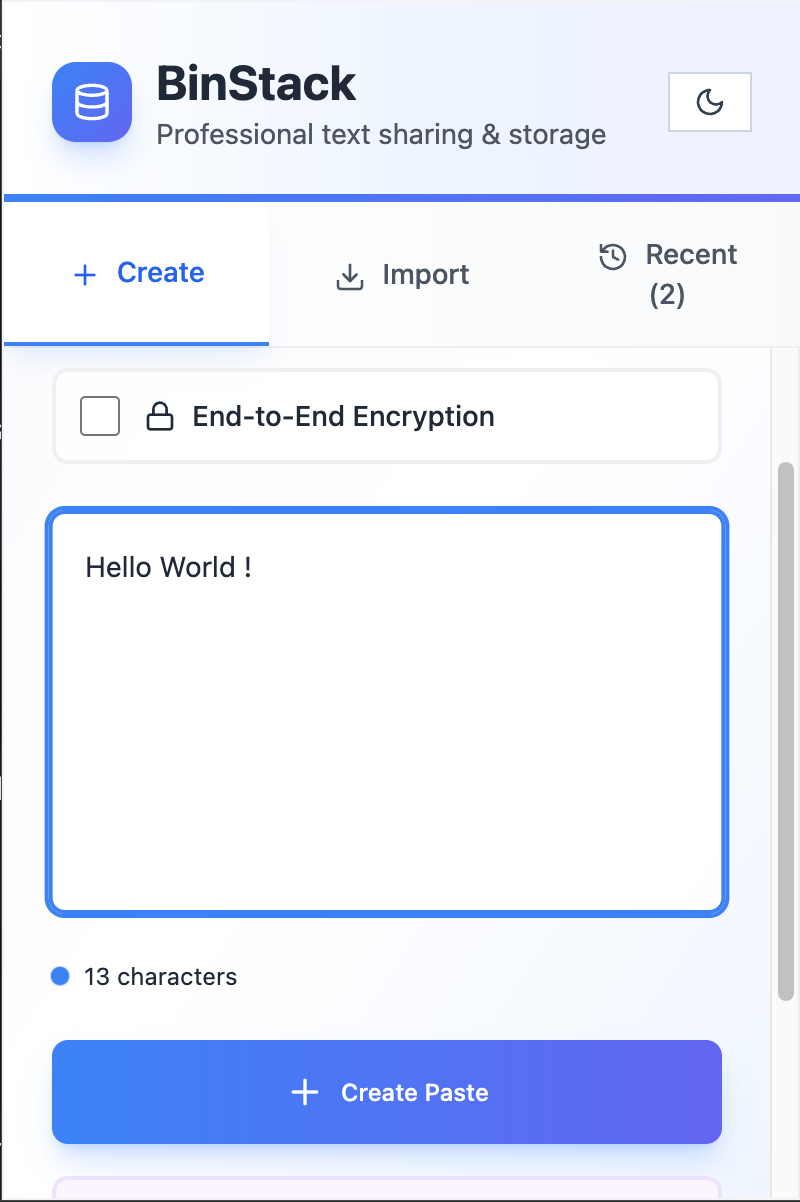 BinStack
Professional text sharing & storage
Create
Import
Recent
(2)
End-to-End Encryption
Hello World !
13 characters
Create Paste